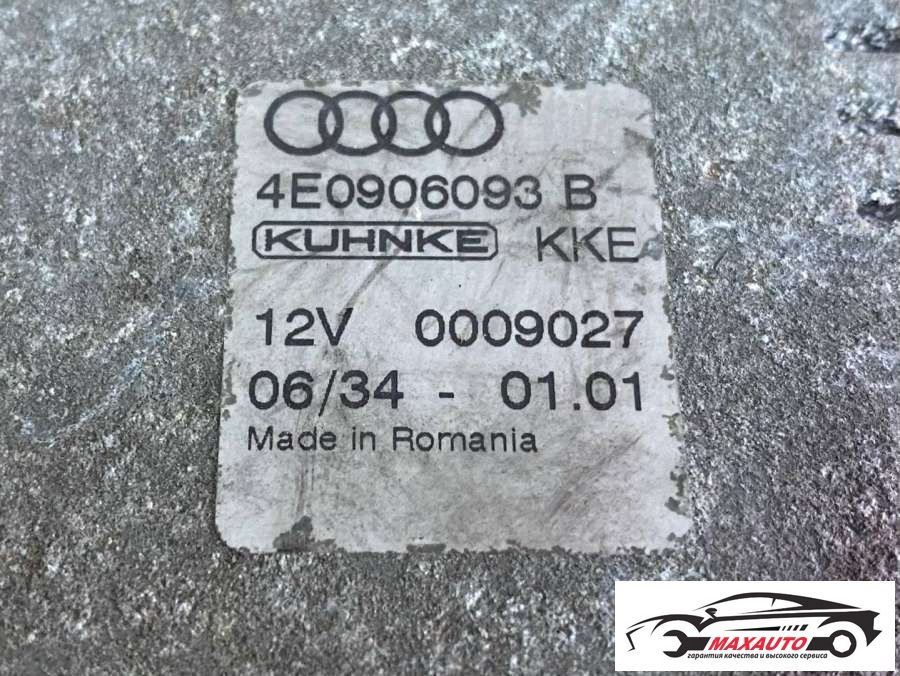 4E0906093 B
KUHNKE KKE
12V 0009027
06/34 - 01.01
Made in Romania
MAXAUTO
гарантия качества и высокого сервиса